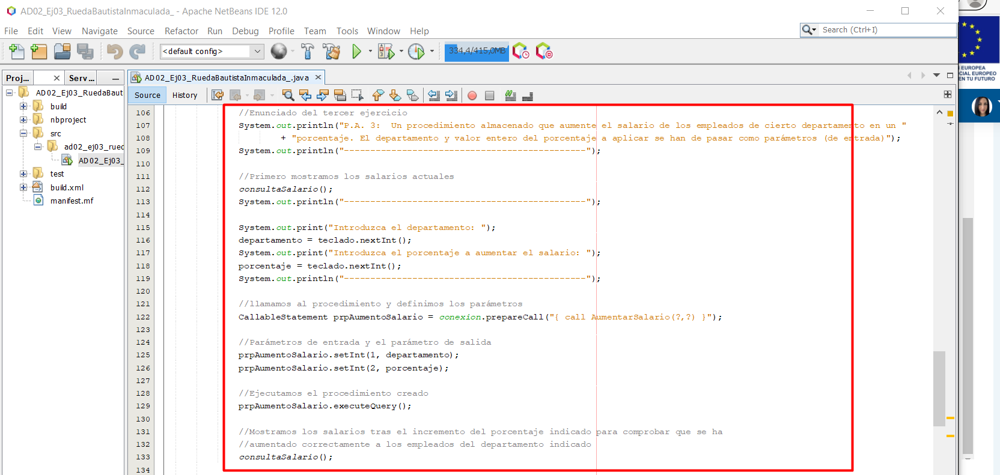 AD02_Ej03_RuedaBautistaInmaculada_ - Apache NetBeans IDE 12.0
File Edit View Navigate Source Refactor Run Debug Profile Team Tools Window Help
Search (Ctrl+I)
<default config>
334,4/415,0MB
Proj... Serv...
AD02_Ej03_RuedaBautistaInmaculada_.java
AD02_Ej03_RuedaBaut
build
nbproject
src
ad02_ej03_rued
AD02_Ej03_
test
build.xml
manifest.mf
Source History
106 //Enunciado del tercer ejercicio
107 System.out.println("P.A. 3:  Un procedimiento almacenado que aumente el salario de los empleados de cierto departamento en un "
108 + "porcentaje. El departamento y valor entero del porcentaje a aplicar se han de pasar como parámetros (de entrada)");
109 System.out.println("----------------------------------------------");
110
111 //Primero mostramos los salarios actuales
112 consultaSalario();
113 System.out.println("----------------------------------------------");
114
115 System.out.print("Introduzca el departamento: ");
116 departamento = teclado.nextInt();
117 System.out.print("Introduzca el porcentaje a aumentar el salario: ");
118 porcentaje = teclado.nextInt();
119 System.out.println("----------------------------------------------");
120
121 //llamamos al procedimiento y definimos los parámetros
122 CallableStatement prpAumentoSalario = conexion.prepareCall("{ call AumentarSalario(?,?) }");
123
124 //Parámetros de entrada y el parámetro de salida
125 prpAumentoSalario.setInt(1, departamento);
126 prpAumentoSalario.setInt(2, porcentaje);
127
128 //Ejecutamos el procedimiento creado
129 prpAumentoSalario.executeQuery();
130
131 //Mostramos los salarios tras el incremento del porcentaje indicado para comprobar que se ha
132 //aumentado correctamente a los empleados del departamento indicado
133 consultaSalario();
134
EUROPEA
CIAL EUROPEO
EN TU FUTURO